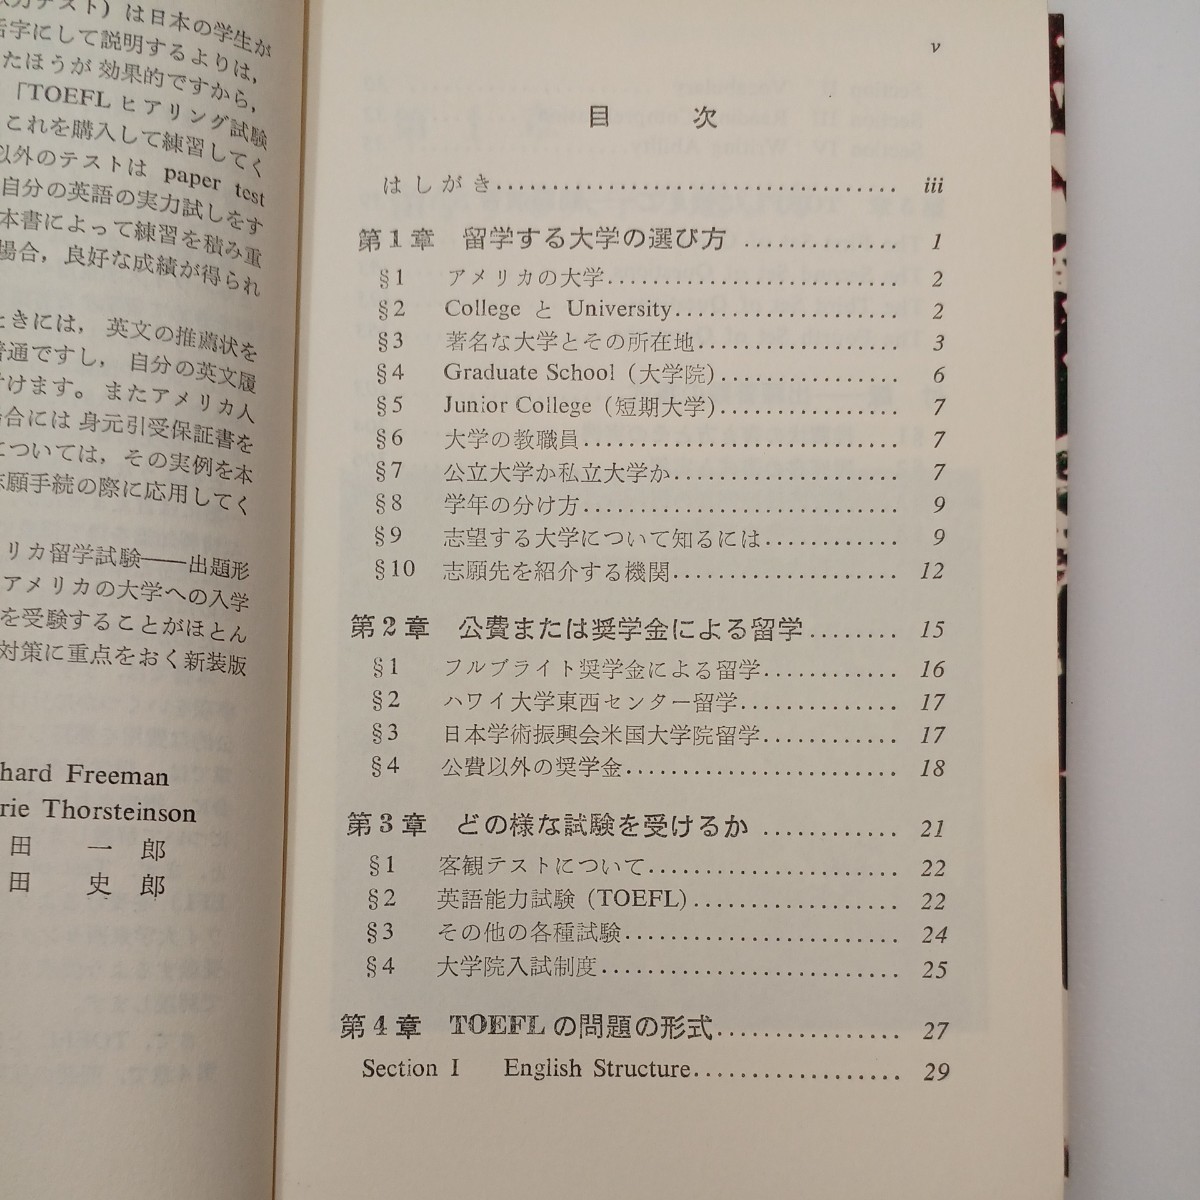 力テスト）は日本の学生が
活字にして説明するよりは，
たほうが効果的ですから，
「TOEFL ヒアリング試験
これを購入して練習してく
以外のテストは paper test
自分の英語の実力試しをす
本書によって練習を積み重
場合，良好な成績が得られ
ときには，英文の推薦状を
普通ですし，自分の英文履
けます。またアメリカ人
場合には身元引受保証書を
については，その実例を本
志願手続の際に応用してく
リカ留学試験——出題形
アメリカの大学への入学
を受験することがほとん
対策に重点をおく新装版
hard Freeman
rie Thorsteinson
田 一郎
田 史郎
v
目 次
はしがき........................................ iii
第1章 留学する大学の選び方 ............... 1
§1 アメリカの大学.............................. 2
§2 College と University........................ 2
§3 著名な大学とその所在地..................... 3
§4 Graduate School（大学院）.................. 6
§5 Junior College（短期大学）.................. 7
§6 大学の教職員................................ 7
§7 公立大学か私立大学か....................... 7
§8 学年の分け方................................ 9
§9 志望する大学について知るには............. 9
§10 志願先を紹介する機関...................... 12
第2章 公費または奨学金による留学......... 15
§1 フルブライト奨学金による留学............. 16
§2 ハワイ大学東西センター留学............... 17
§3 日本学術振興会米国大学院留学............. 17
§4 公費以外の奨学金........................... 18
第3章 どの様な試験を受けるか ............. 21
§1 客観テストについて......................... 22
§2 英語能力試験（TOEFL）..................... 22
§3 その他の各種試験........................... 24
§4 大学院入試制度............................. 25
第4章 TOEFL の問題の形式.................. 27
Section I English Structure..................... 29